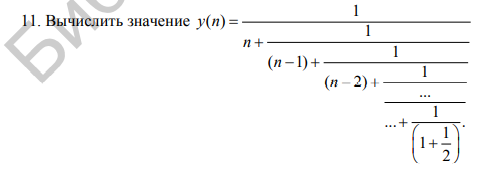 11. Вычислить значение y(n) =
1
n +
1
(n – 1) +
1
(n – 2) +
1
...
... +
1
(1 + 1/2).